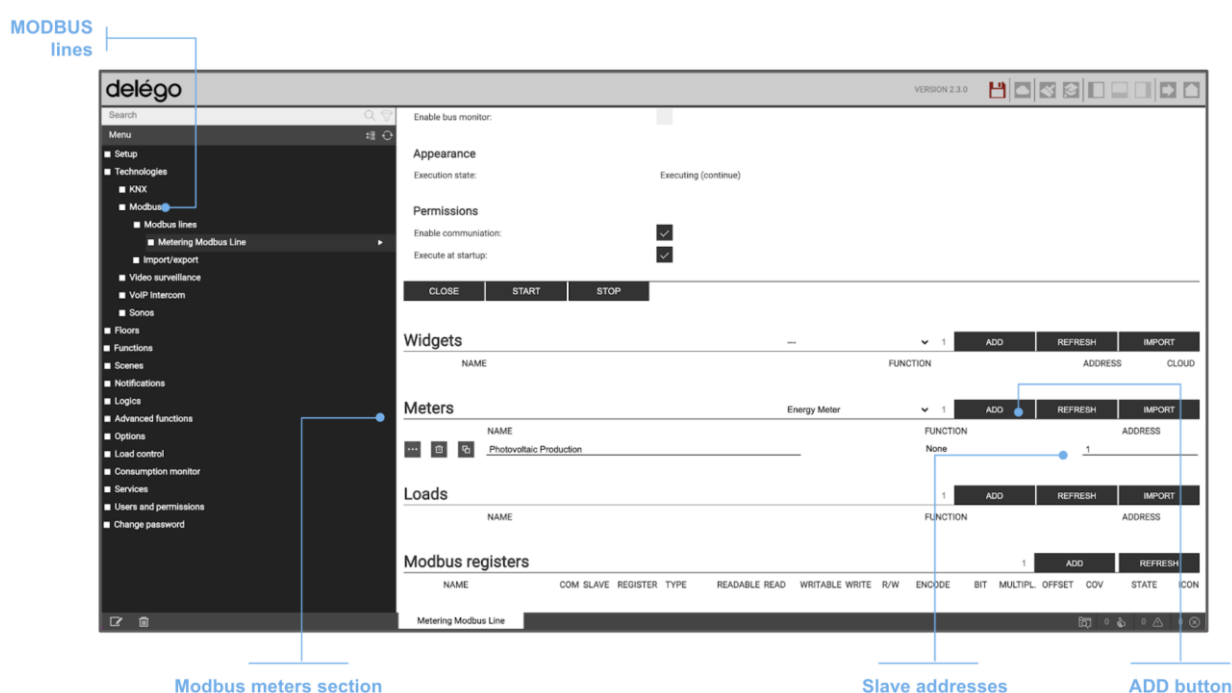 MODBUS
lines
delégo
VERSION 2.3.0
Search
Menu
Setup
Technologies
KNX
Modbus
Modbus lines
Metering Modbus Line
Import/export
Video surveillance
VoIP Intercom
Sonos
Floors
Functions
Scenes
Notifications
Logics
Advanced functions
Options
Load control
Consumption monitor
Services
Users and permissions
Change password
Enable bus monitor:
Appearance
Execution state: Executing (continue)
Permissions
Enable communiation:
Execute at startup:
CLOSE START STOP
Widgets --- 1 ADD REFRESH IMPORT
NAME FUNCTION ADDRESS CLOUD
Meters Energy Meter 1 ADD REFRESH IMPORT
NAME FUNCTION ADDRESS
Photovoltaic Production None 1
Loads 1 ADD REFRESH IMPORT
NAME FUNCTION ADDRESS
Modbus registers 1 ADD REFRESH
NAME COM SLAVE REGISTER TYPE READABLE READ WRITABLE WRITE R/W ENCODE BIT MULTIPL. OFFSET COV STATE ICON
Metering Modbus Line 0 0 0
Modbus meters section Slave addresses ADD button